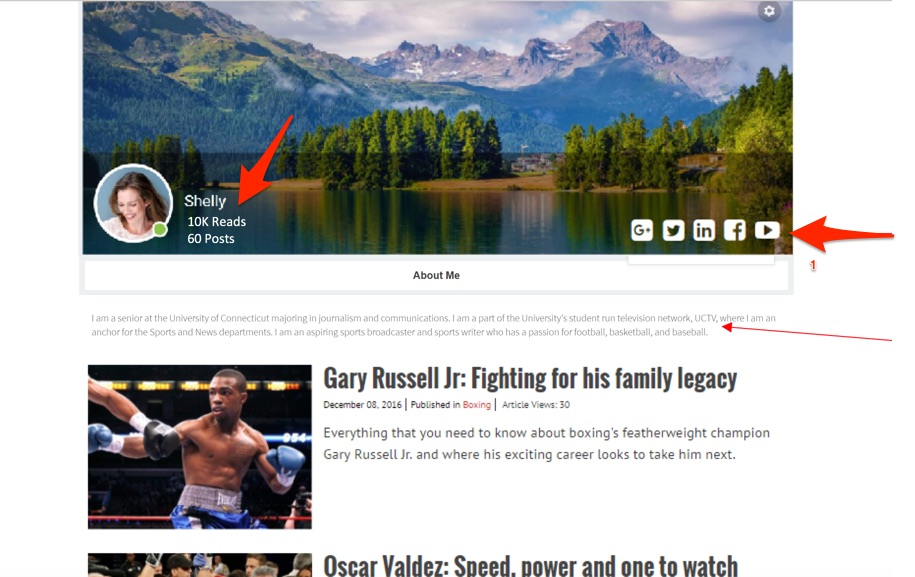 Shelly
10K Reads
60 Posts
G+
in
1
About Me
I am a senior at the University of Connecticut majoring in journalism and communications. I am a part of the University's student run television network, UCTV, where I am an
anchor for the Sports and News departments. I am an aspiring sports broadcaster and sports writer who has a passion for football, basketball, and baseball.
Gary Russell Jr: Fighting for his family legacy
December 08, 2016 | Published in Boxing | Article Views: 30
Everything that you need to know about boxing's featherweight champion
Gary Russell Jr. and where his exciting career looks to take him next.
Oscar Valdez: Speed, power and one to watch